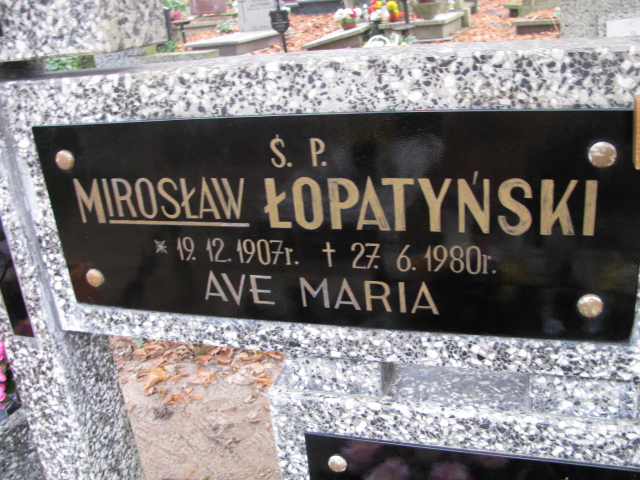 Ś. P.
MIROSŁAW ŁOPATYŃSKI
* 19. 12. 1907r. † 27. 6. 1980r.
AVE MARIA